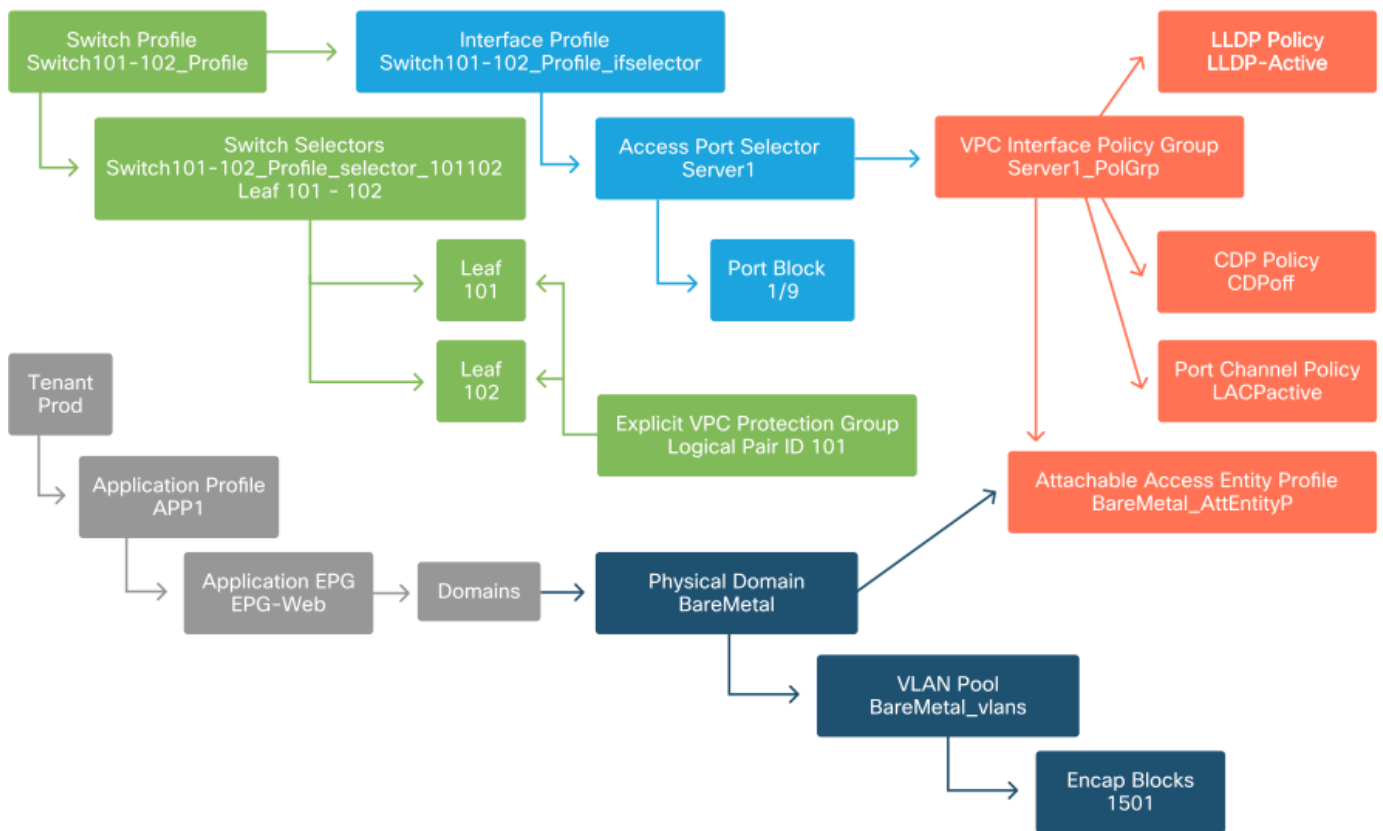 Switch Profile
Switch101-102_Profile
Interface Profile
Switch101-102_Profile_ifselector
LLDP Policy
LLDP-Active
Switch Selectors
Switch101-102_Profile_selector_101102
Leaf 101 - 102
Access Port Selector
Server1
VPC Interface Policy Group
Server1_PolGrp
Leaf
101
Port Block
1/9
CDP Policy
CDPoff
Leaf
102
Port Channel Policy
LACPactive
Tenant
Prod
Explicit VPC Protection Group
Logical Pair ID 101
Application Profile
APP1
Attachable Access Entity Profile
BareMetal_AttEntityP
Application EPG
EPG-Web
Domains
Physical Domain
BareMetal
VLAN Pool
BareMetal_vlans
Encap Blocks
1501